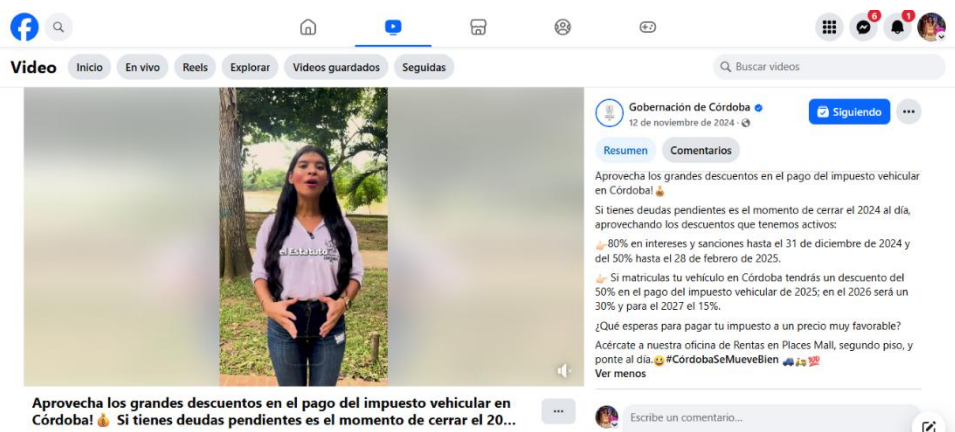 6
1
Video
Inicio
En vivo
Reels
Explorar
Videos guardados
Seguidas
Buscar videos
el Estatuto
Gobernación de Córdoba
12 de noviembre de 2024 ·
Siguiendo
Resumen
Comentarios
Aprovecha los grandes descuentos en el pago del impuesto vehicular
en Córdoba!💰
Si tienes deudas pendientes es el momento de cerrar el 2024 al día,
aprovechando los descuentos que tenemos activos:
👉🏻80% en intereses y sanciones hasta el 31 de diciembre de 2024 y
del 50% hasta el 28 de febrero de 2025.
👉🏻 Si matriculas tu vehículo en Córdoba tendrás un descuento del
50% en el pago del impuesto vehicular de 2025; en el 2026 será un
30% y para el 2027 el 15%.
¿Qué esperas para pagar tu impuesto a un precio muy favorable?
Acércate a nuestra oficina de Rentas en Places Mall, segundo piso, y
ponte al día.😀#CórdobaSeMueveBien 🚙🛵💯
Ver menos
Escribe un comentario...
Aprovecha los grandes descuentos en el pago del impuesto vehicular en
Córdoba!💰 Si tienes deudas pendientes es el momento de cerrar el 20...